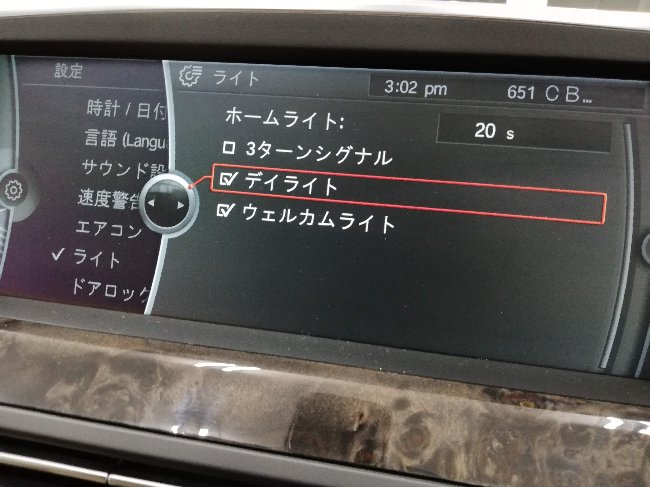 設定
時計 / 日付
言語 (Langu
サウンド設
速度警告
エアコン
✓ ライト
ドアロック
ライト
3:02 pm
651 C B...
ホームライト:
20 s
3ターンシグナル
デイライト
ウェルカムライト